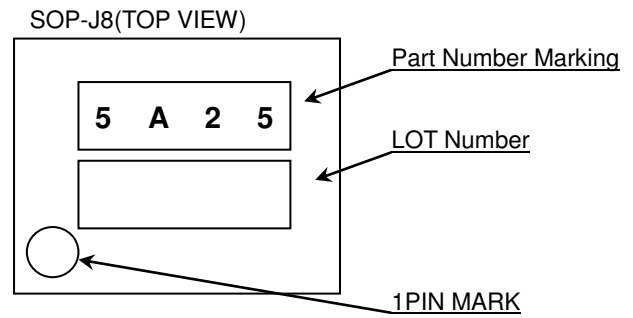 SOP-J8(TOP VIEW)
Part Number Marking
5 A 2 5
LOT Number
1PIN MARK